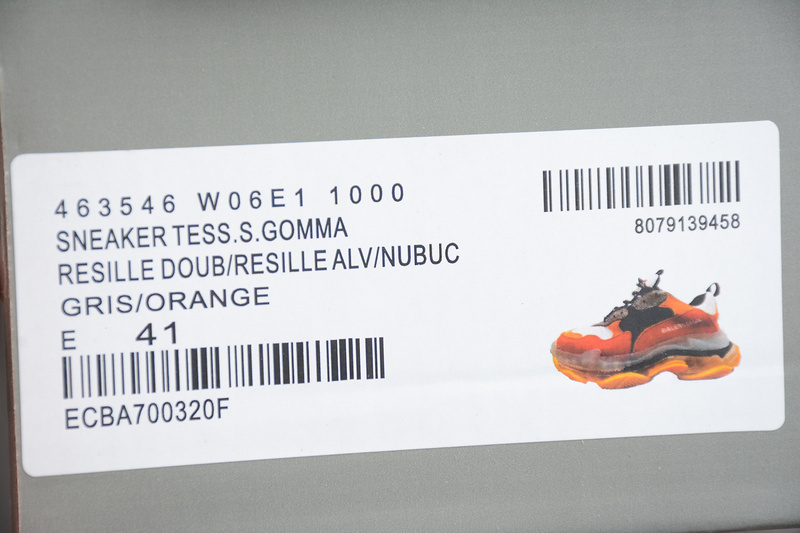 463546 W06E1 1000
SNEAKER TESS.S.GOMMA
RESILLE DOUB/RESILLE ALV/NUBUC
GRIS/ORANGE
E 41
ECBA700320F
8079139458